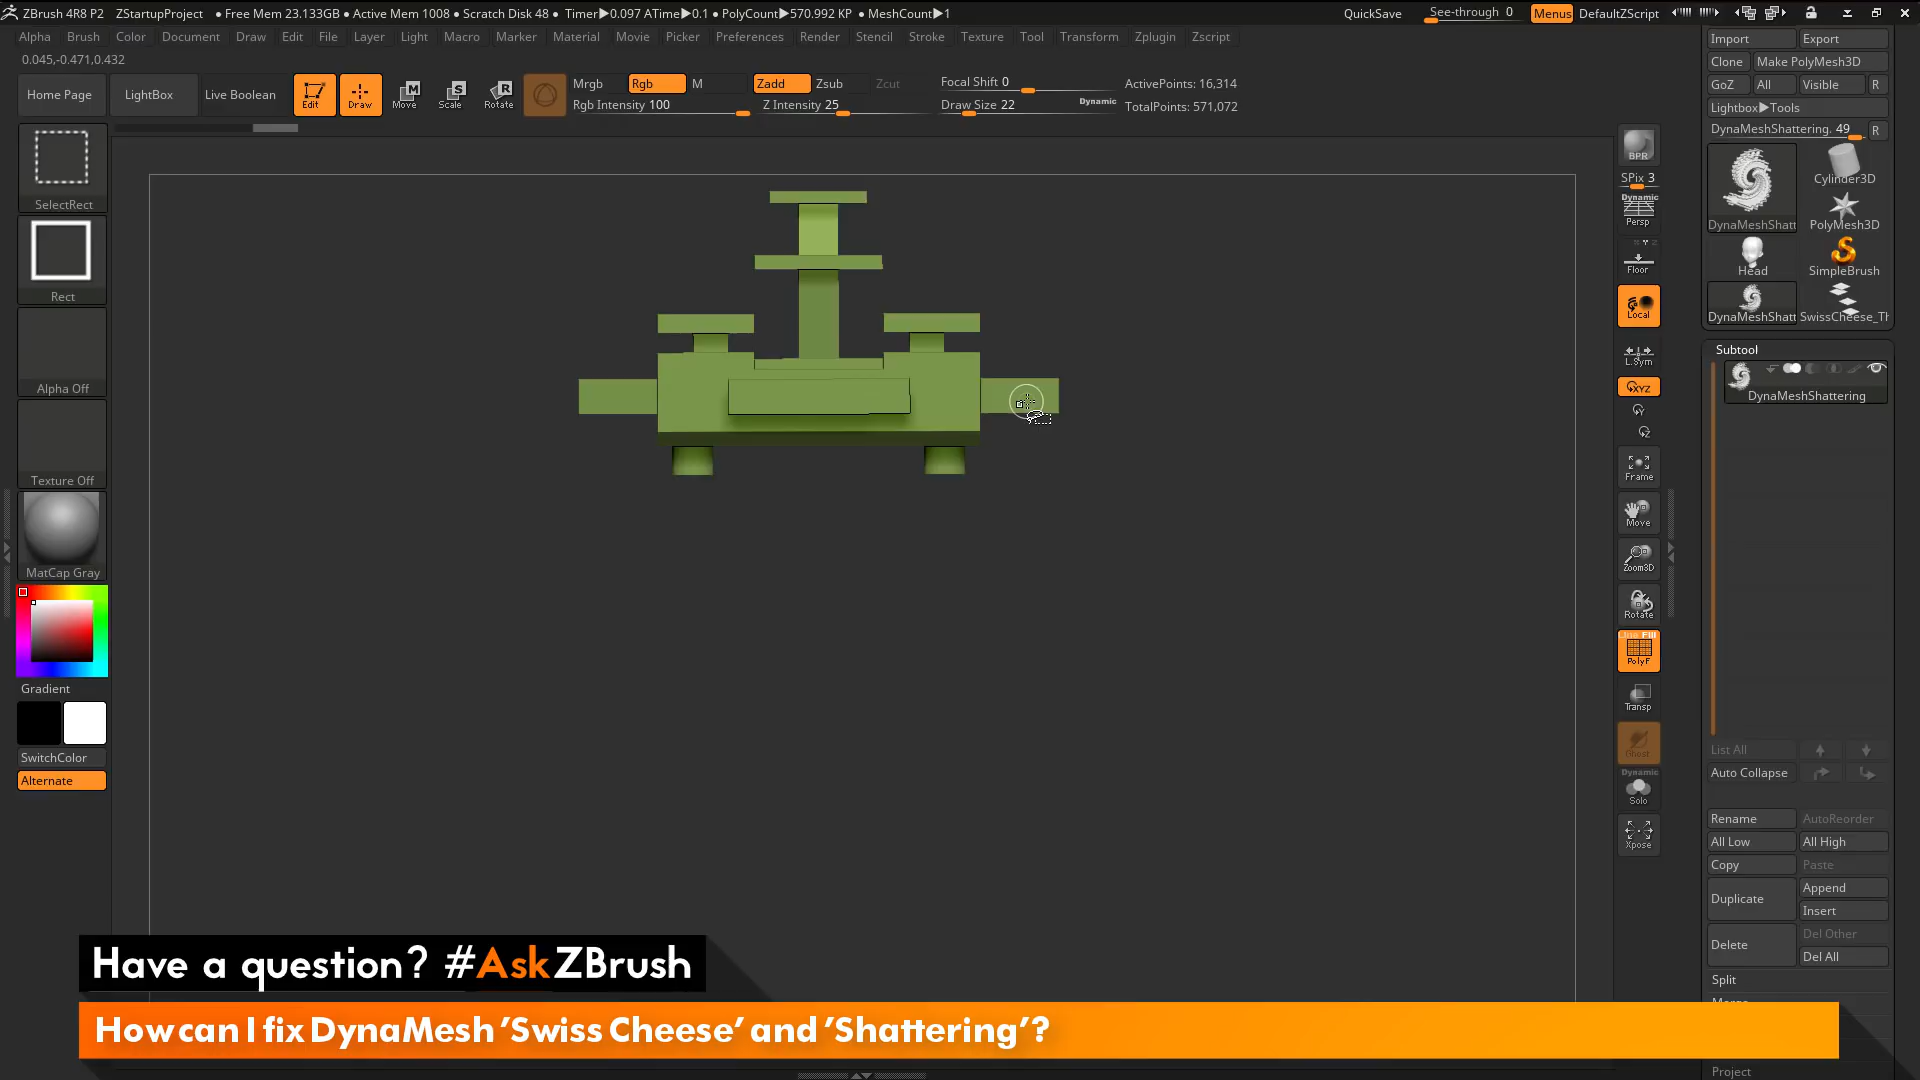 ZBrush 4R8 P2 ZStartupProject ● Free Mem 23.133GB ● Active Mem 1008 ● Scratch Disk 48 ● Timer▶0.097 ATime▶0.1 ● PolyCount▶570.992 KP ● MeshCount▶1 QuickSave See-through 0 Menus DefaultZScript
Alpha Brush Color Document Draw Edit File Layer Light Macro Marker Material Movie Picker Preferences Render Stencil Stroke Texture Tool Transform Zplugin Zscript
0.045,-0.471,0.432
Home Page LightBox Live Boolean Edit Draw Move Scale Rotate
Mrgb Rgb M Zadd Zsub Zcut Focal Shift 0 ActivePoints: 16,314
Rgb Intensity 100 Z Intensity 25 Draw Size 22 Dynamic TotalPoints: 571,072
SelectRect
Rect
Alpha Off
Texture Off
MatCap Gray
Gradient
SwitchColor
Alternate
BPR
SPix 3
Dynamic
Persp
Floor
Local
L.Sym
XYZ
Y
Z
Frame
Move
Zoom3D
Rotate
Line Fill
PolyF
Transp
Ghost
Dynamic
Solo
Xpose
Import Export
Clone Make PolyMesh3D
GoZ All Visible R
Lightbox▶Tools
DynaMeshShattering. 49 R
Cylinder3D
DynaMeshShatt PolyMesh3D
Head SimpleBrush
DynaMeshShatt SwissCheese_Th
Subtool
DynaMeshShattering
List All
Auto Collapse
Rename AutoReorder
All Low All High
Copy Paste
Duplicate Append
Insert
Delete Del Other
Del All
Split
Merge
Project
Have a question? #AskZBrush
How can I fix DynaMesh 'Swiss Cheese' and 'Shattering'?